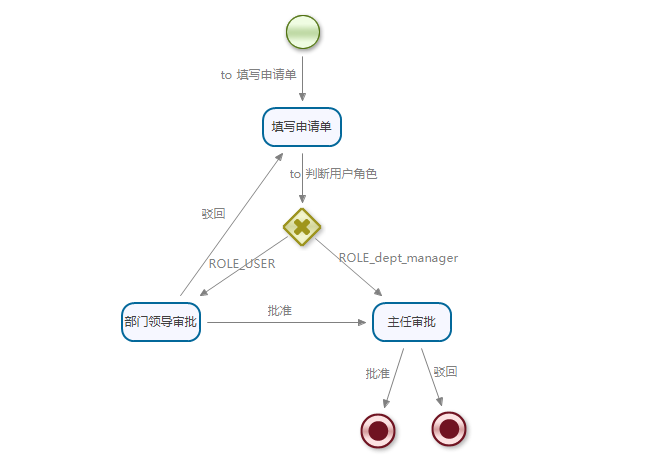 to 填写申请单
填写申请单
to 判断用户角色
驳回
ROLE_USER
ROLE_dept_manager
部门领导审批
批准
主任审批
批准
驳回